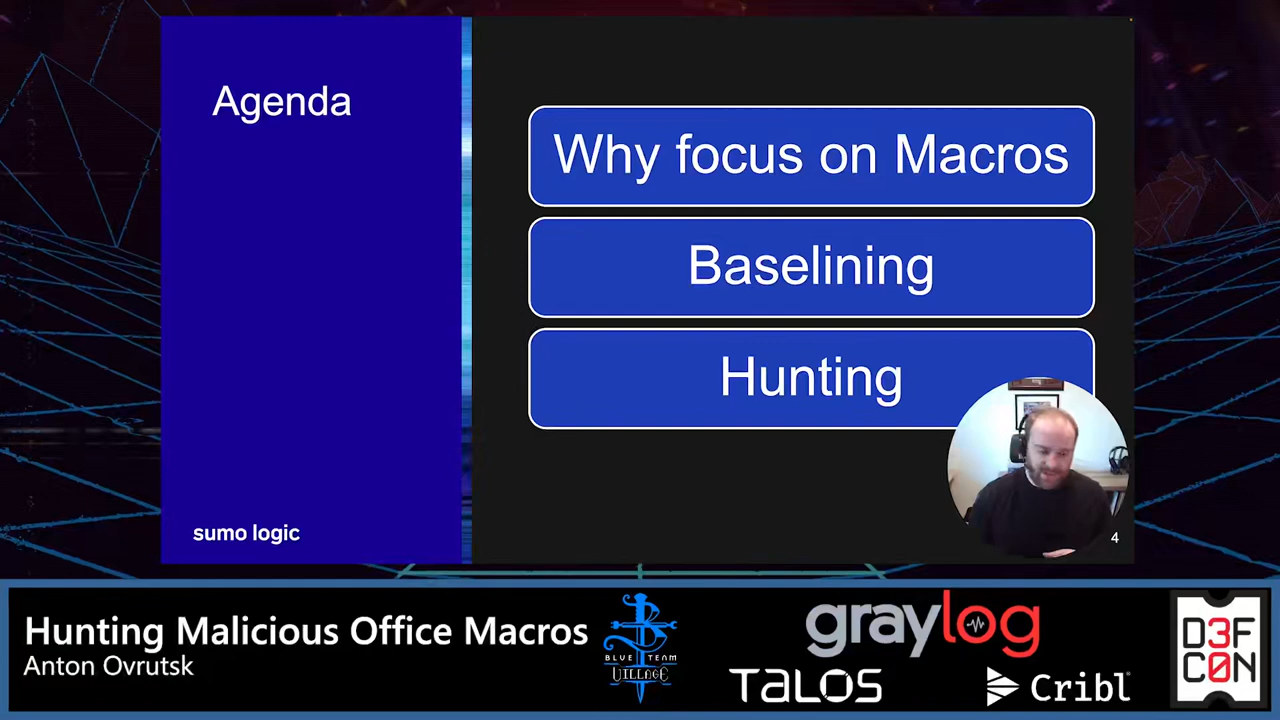 Agenda
Why focus on Macros
Baselining
Hunting
sumo logic
4
Hunting Malicious Office Macros
Anton Ovrutsk
BLUE TEAM
VILLAGE
graylog
TALOS
Cribl
D3F
C0N